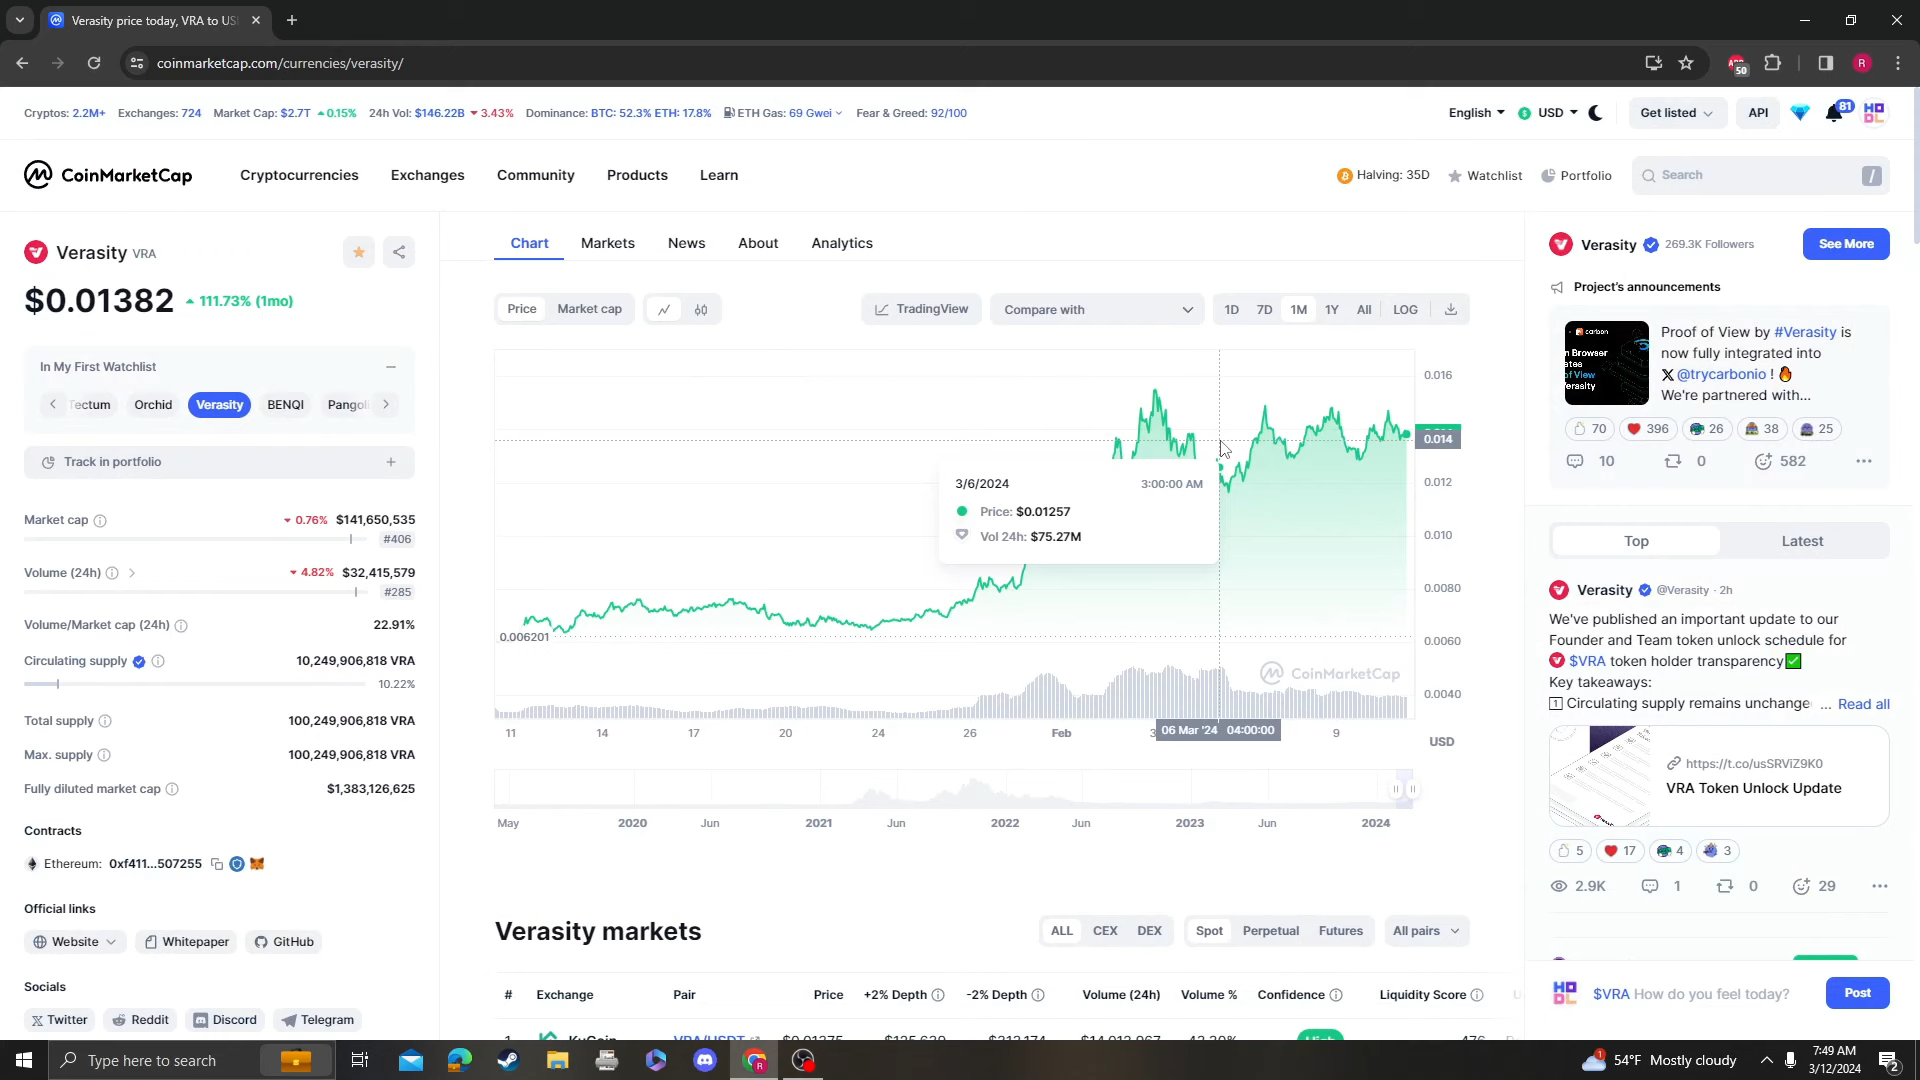 Verasity price today, VRA to US
coinmarketcap.com/currencies/verasity/
50
R
Cryptos: 2.2M+ Exchanges: 724 Market Cap: $2.7T 0.15% 24h Vol: $146.22B 3.43% Dominance: BTC: 52.3% ETH: 17.8% ETH Gas: 69 Gwei Fear & Greed: 92/100
English USD Get listed API 81
CoinMarketCap
Cryptocurrencies Exchanges Community Products Learn
Halving: 35D Watchlist Portfolio Search /
Verasity VRA
$0.01382 111.73% (1mo)
In My First Watchlist
Tectum Orchid Verasity BENQI Pangoli
Track in portfolio
Market cap 0.76% $141,650,535
#406
Volume (24h) 4.82% $32,415,579
#285
Volume/Market cap (24h) 22.91%
Circulating supply 10,249,906,818 VRA
10.22%
Total supply 100,249,906,818 VRA
Max. supply 100,249,906,818 VRA
Fully diluted market cap $1,383,126,625
Contracts
Ethereum: 0xf411...507255
Official links
Website Whitepaper GitHub
Socials
Twitter Reddit Discord Telegram
Chart Markets News About Analytics
Price Market cap TradingView Compare with 1D 7D 1M 1Y All LOG
0.016
0.014
0.012
0.010
0.0080
0.0060
0.0040
3/6/2024 3:00:00 AM
Price: $0.01257
Vol 24h: $75.27M
0.006201
CoinMarketCap
11 14 17 20 24 26 Feb 3 06 Mar '24 04:00:00 9
USD
May 2020 Jun 2021 Jun 2022 Jun 2023 Jun 2024
Verasity markets
ALL CEX DEX Spot Perpetual Futures All pairs
# Exchange Pair Price +2% Depth -2% Depth Volume (24h) Volume % Confidence Liquidity Score
1 KuCoin VRA/USDT $0.01375 High 476
Verasity 269.3K Followers See More
Project's announcements
carbon
Proof of View by #Verasity is
now fully integrated into
@trycarbonio !
We're partnered with...
70 396 26 38 25
10 0 582
Top Latest
Verasity @Verasity · 2h
We've published an important update to our
Founder and Team token unlock schedule for
$VRA token holder transparency
Key takeaways:
1 Circulating supply remains unchange ... Read all
https://t.co/usSRViZ9K0
VRA Token Unlock Update
5 17 4 3
2.9K 1 0 29
HODL $VRA How do you feel today? Post
Type here to search
54°F Mostly cloudy
7:49 AM
3/12/2024
2